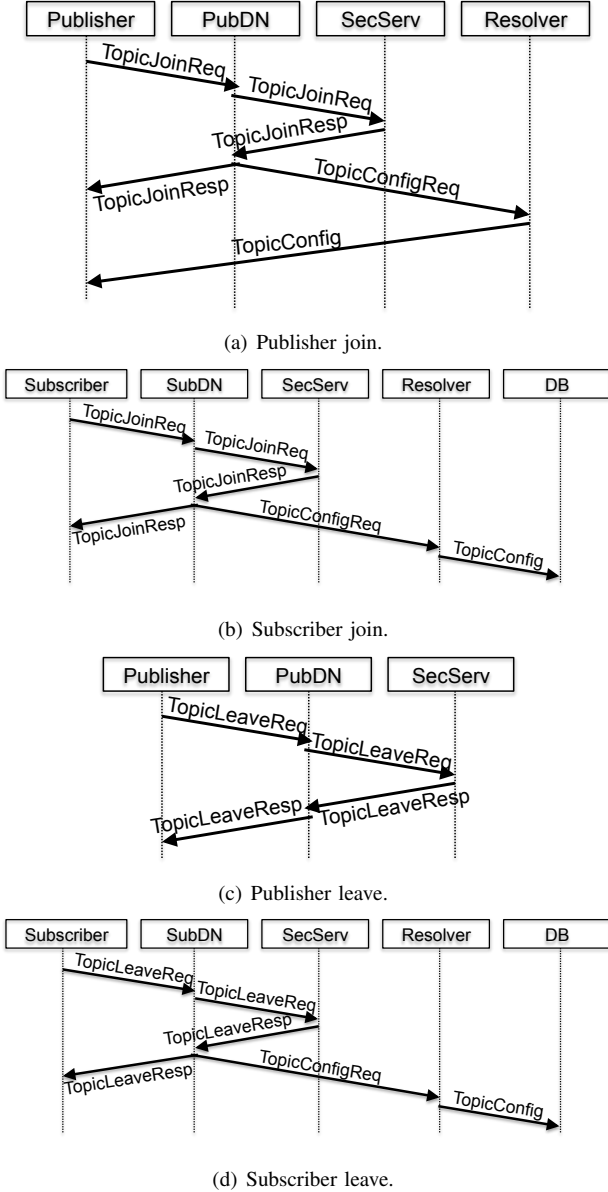 Publisher PubDN SecServ Resolver
TopicJoinReq
TopicJoinReq
TopicJoinResp
TopicJoinResp
TopicConfigReq
TopicConfig
(a) Publisher join.
Subscriber SubDN SecServ Resolver DB
TopicJoinReq
TopicJoinReq
TopicJoinResp
TopicJoinResp
TopicConfigReq
TopicConfig
(b) Subscriber join.
Publisher PubDN SecServ
TopicLeaveReq
TopicLeaveReq
TopicLeaveResp
TopicLeaveResp
(c) Publisher leave.
Subscriber SubDN SecServ Resolver DB
TopicLeaveReq
TopicLeaveReq
TopicLeaveResp
TopicLeaveResp
TopicConfigReq
TopicConfig
(d) Subscriber leave.